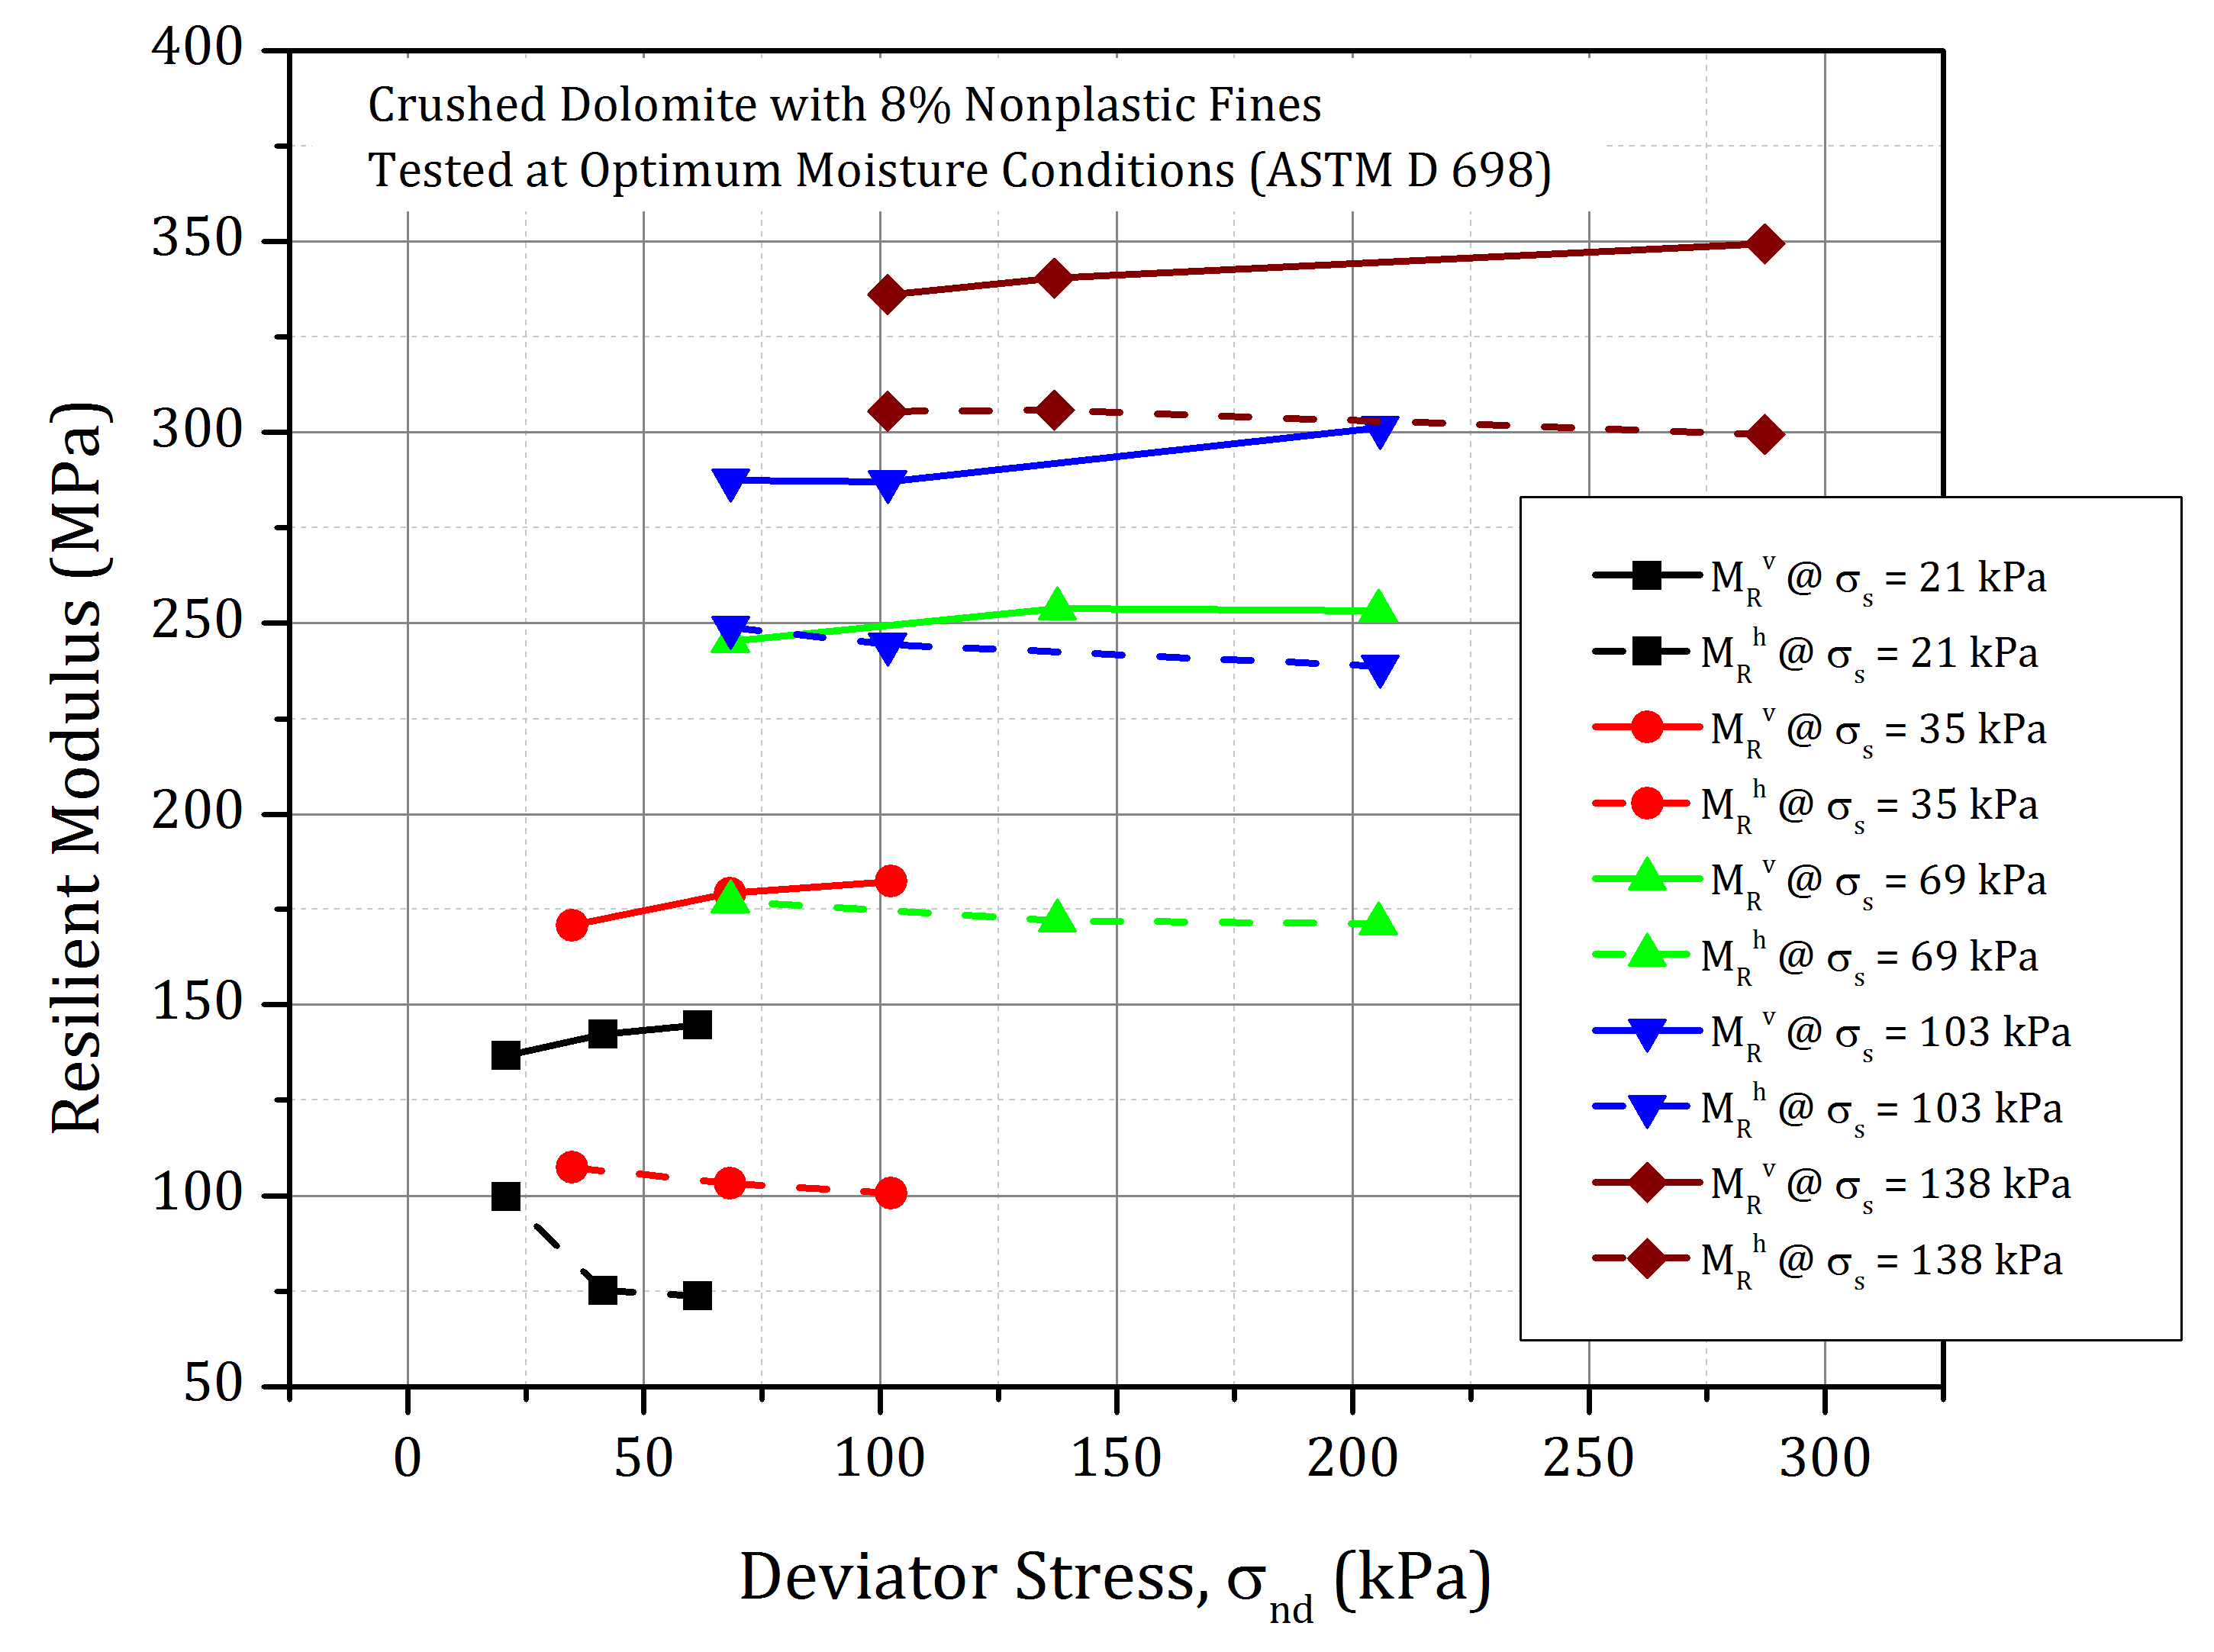 Crushed Dolomite with 8% Nonplastic Fines
Tested at Optimum Moisture Conditions (ASTM D 698)
Resilient Modulus (MPa)
400
350
300
250
200
150
100
50
0 50 100 150 200 250 300
Deviator Stress, σnd (kPa)
MRv @ σs = 21 kPa
MRh @ σs = 21 kPa
MRv @ σs = 35 kPa
MRh @ σs = 35 kPa
MRv @ σs = 69 kPa
MRh @ σs = 69 kPa
MRv @ σs = 103 kPa
MRh @ σs = 103 kPa
MRv @ σs = 138 kPa
MRh @ σs = 138 kPa